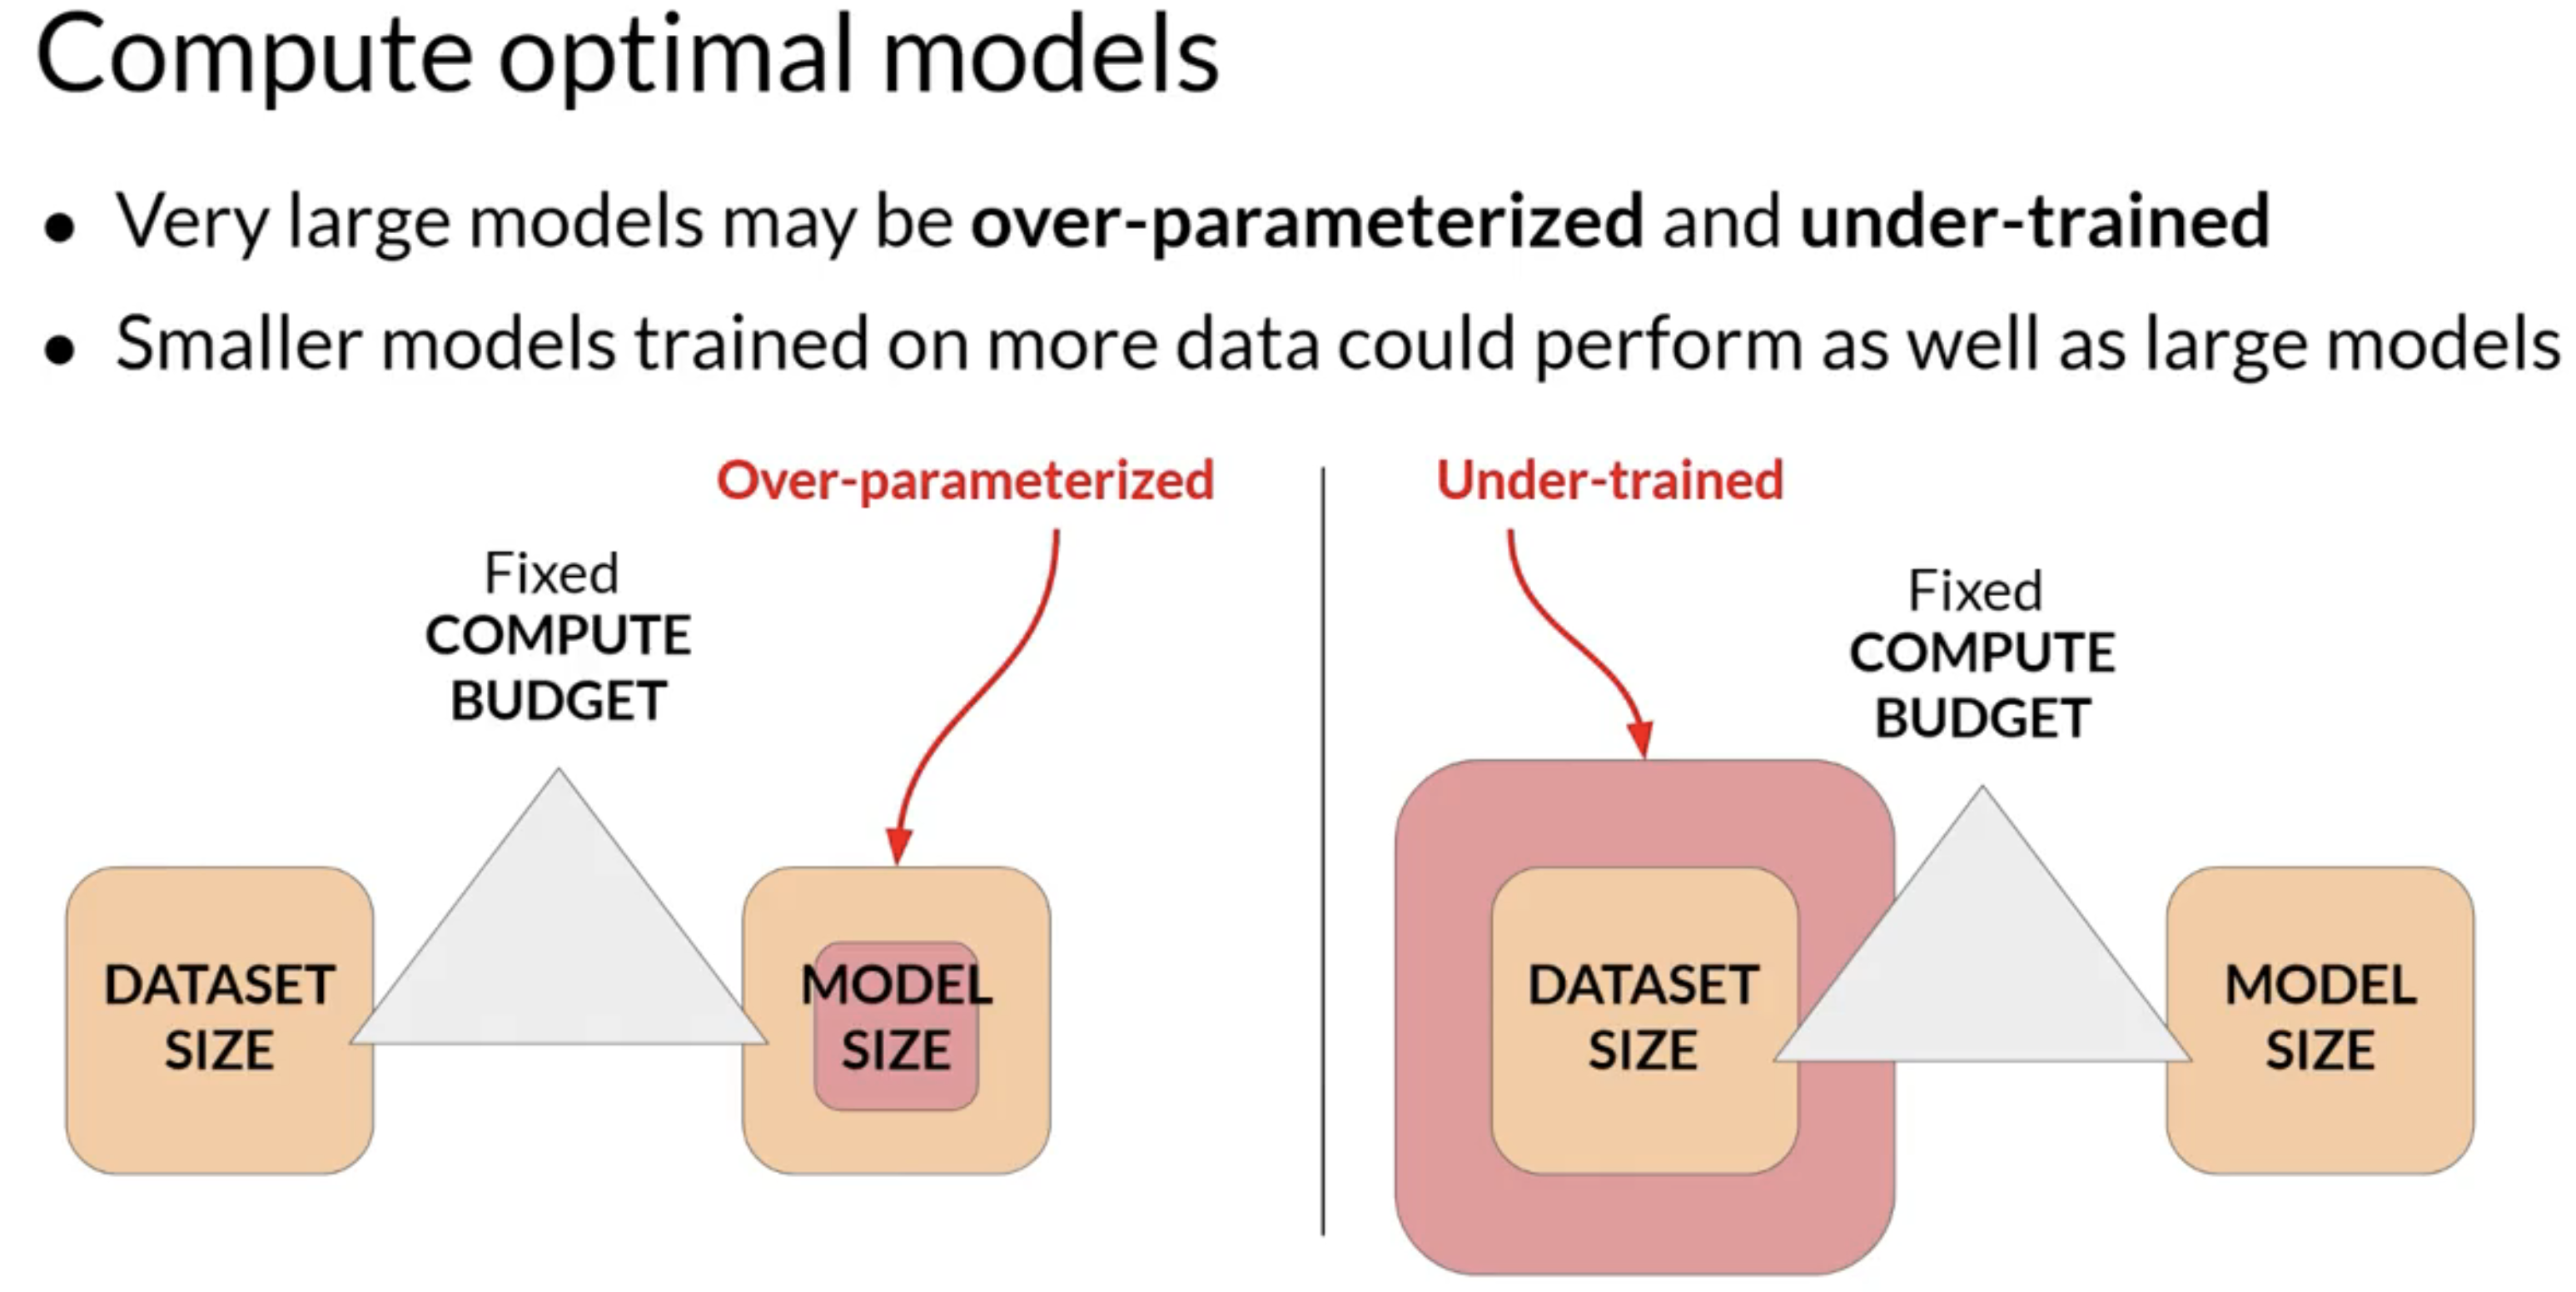 Compute optimal models
• Very large models may be over-parameterized and under-trained
• Smaller models trained on more data could perform as well as large models
Over-parameterized
Fixed
COMPUTE
BUDGET
DATASET
SIZE
MODEL
SIZE
Under-trained
Fixed
COMPUTE
BUDGET
DATASET
SIZE
MODEL
SIZE